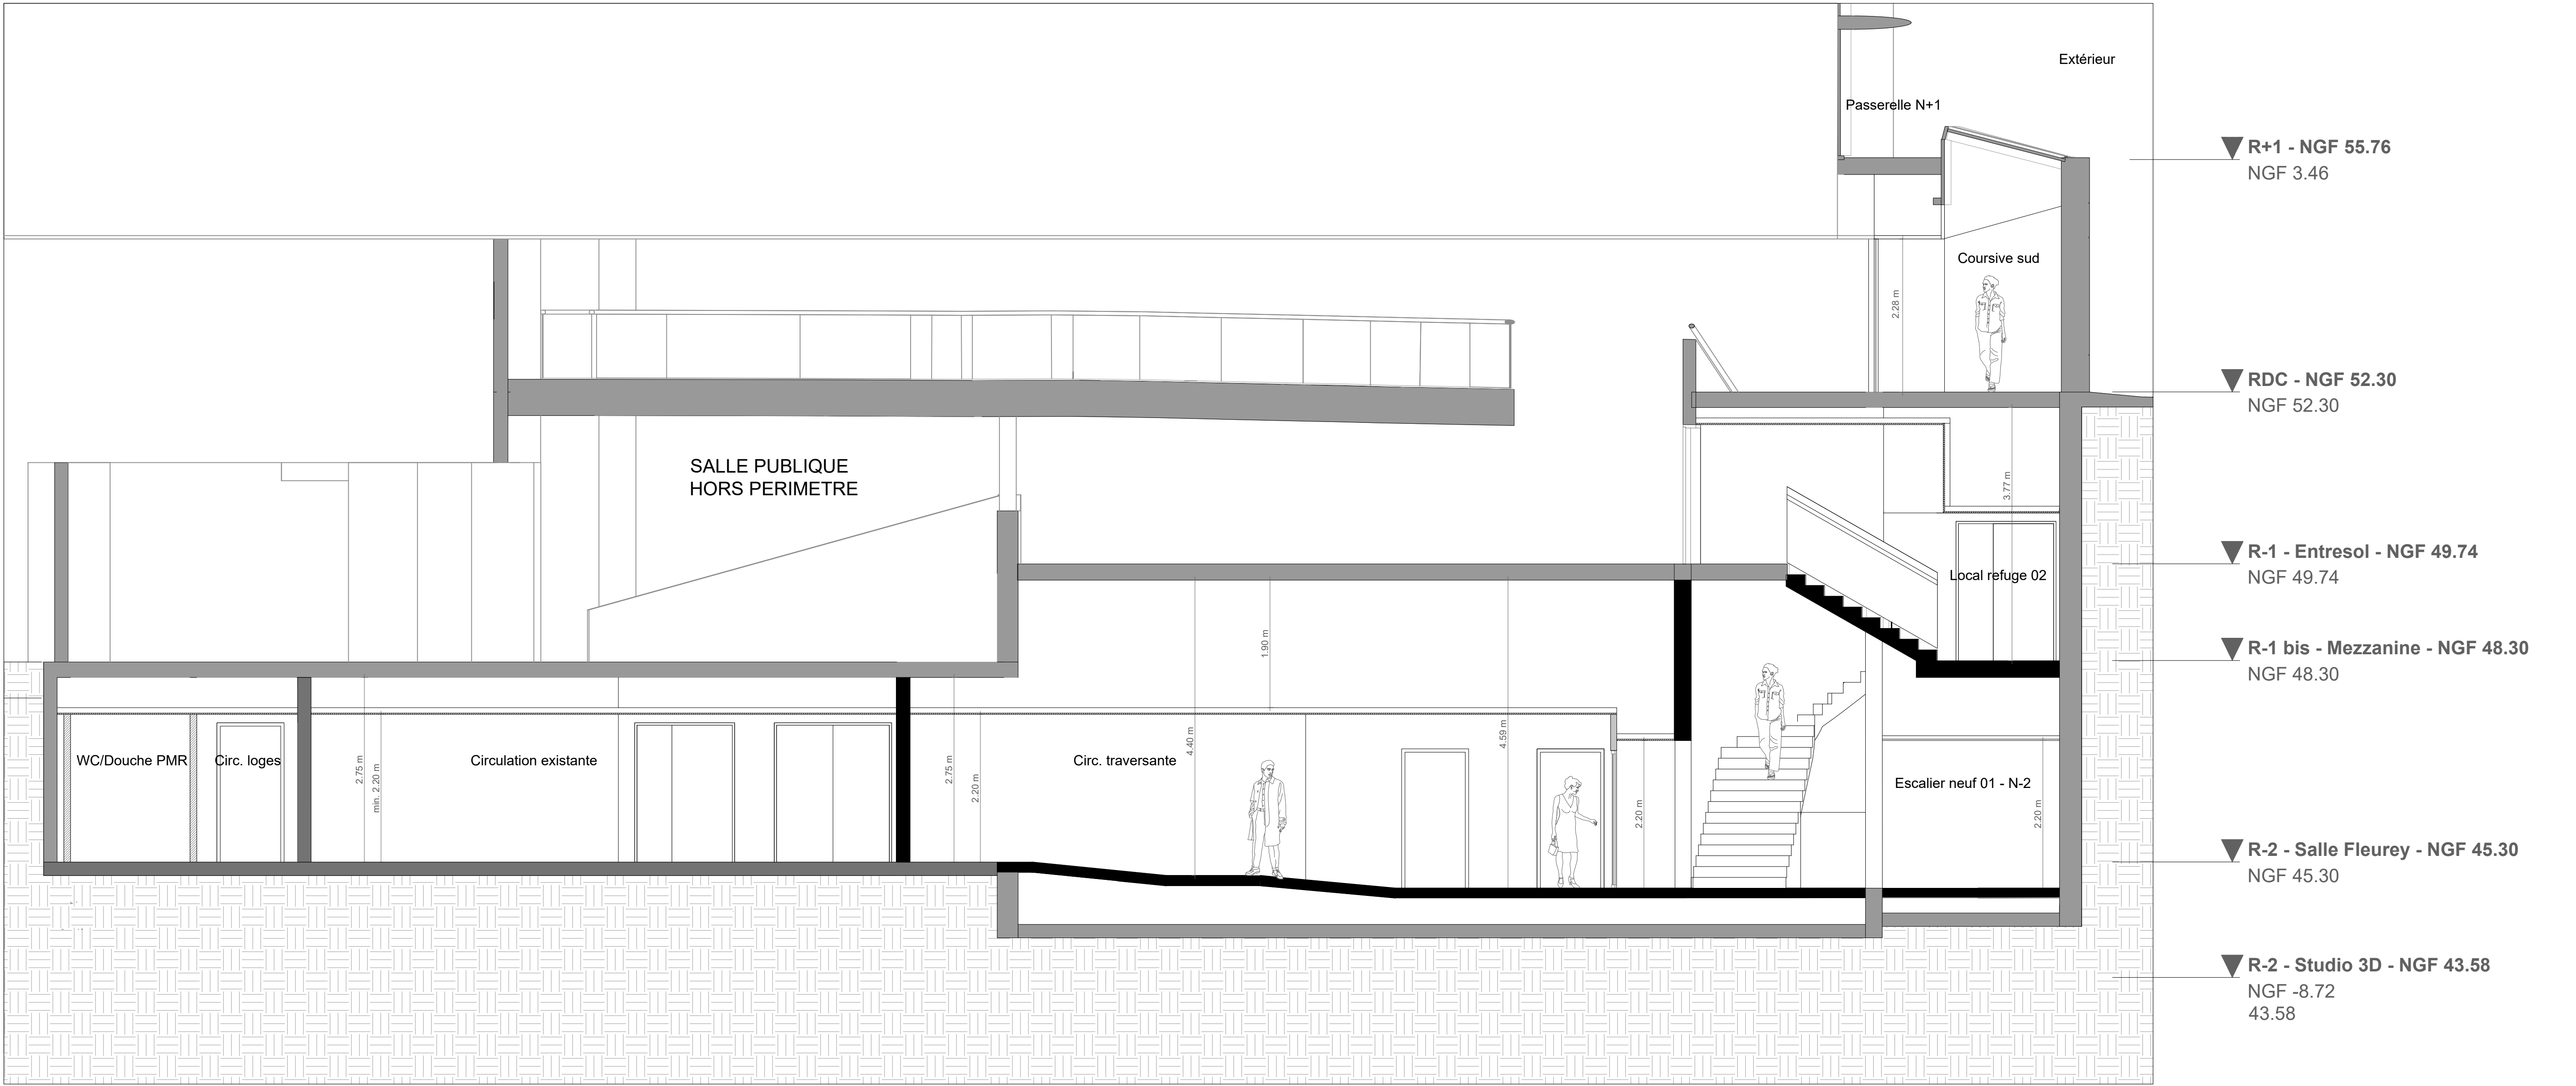 Extérieur
Passerelle N+1
R+1 - NGF 55.76
NGF 3.46
Coursive sud
2.28 m
RDC - NGF 52.30
NGF 52.30
SALLE PUBLIQUE
HORS PERIMETRE
3.77 m
R-1 - Entresol - NGF 49.74
NGF 49.74
Local refuge 02
1.90 m
R-1 bis - Mezzanine - NGF 48.30
NGF 48.30
WC/Douche PMR
Circ. loges
2.75 m
min. 2.20 m
Circulation existante
2.75 m
2.20 m
Circ. traversante
4.40 m
4.59 m
2.20 m
Escalier neuf 01 - N-2
2.20 m
R-2 - Salle Fleurey - NGF 45.30
NGF 45.30
R-2 - Studio 3D - NGF 43.58
NGF -8.72
43.58